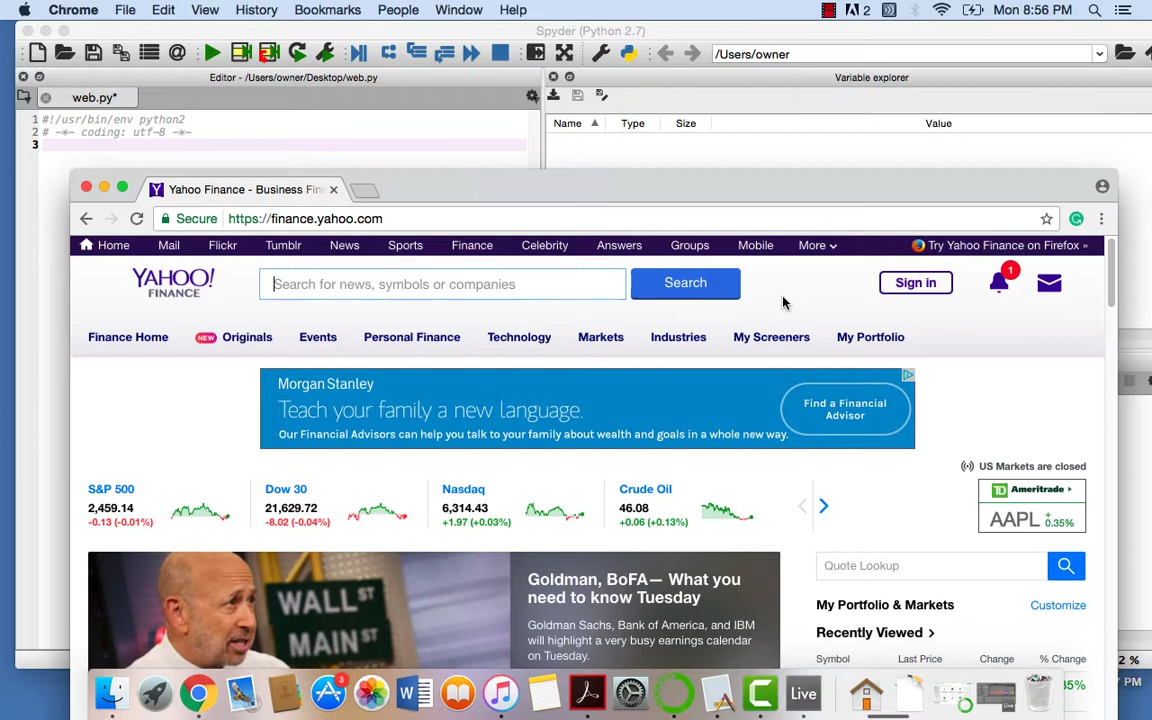 Chrome File Edit View History Bookmarks People Window Help
2 Mon 8:56 PM
Spyder (Python 2.7)
/Users/owner
Editor - /Users/owner/Desktop/web.py
Variable explorer
web.py*
Name Type Size Value
1 #!/usr/bin/env python2
2 # -*- coding: utf-8 -*-
3
Yahoo Finance - Business Fin
Secure https://finance.yahoo.com
Home Mail Flickr Tumblr News Sports Finance Celebrity Answers Groups Mobile More Try Yahoo Finance on Firefox »
YAHOO!
FINANCE
Search for news, symbols or companies
Search
Sign in
1
Finance Home NEW Originals Events Personal Finance Technology Markets Industries My Screeners My Portfolio
Morgan Stanley
Teach your family a new language.
Our Financial Advisors can help you talk to your family about wealth and goals in a whole new way.
Find a Financial
Advisor
US Markets are closed
S&P 500 Dow 30 Nasdaq Crude Oil
2,459.14 21,629.72 6,314.43 46.08
-0.13 (-0.01%) -8.02 (-0.04%) +1.97 (+0.03%) +0.06 (+0.13%)
TD Ameritrade
AAPL + 0.35%
WALL ST
MAIN ST
Goldman, BofA— What you
need to know Tuesday
Goldman Sachs, Bank of America, and IBM
will highlight a very busy earnings calendar
on Tuesday.
Quote Lookup
My Portfolio & Markets Customize
Recently Viewed
Symbol Last Price Change % Change
35%
2 %
7 PM
3
W
Live
Live